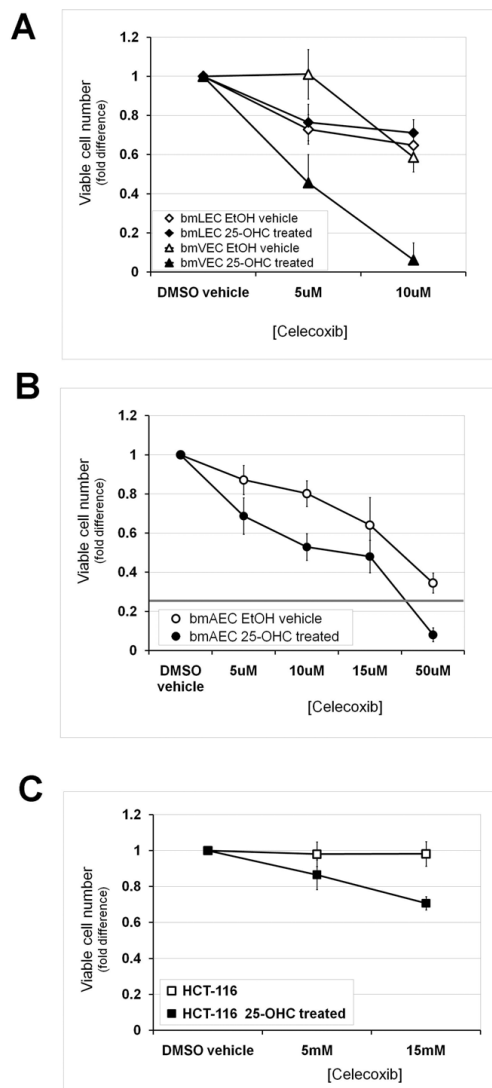 A
Viable cell number
(fold difference)
1.2
1
0.8
0.6
0.4
0.2
0
bmLEC EtOH vehicle
bmLEC 25-OHC treated
bmVEC EtOH vehicle
bmVEC 25-OHC treated
DMSO vehicle 5uM 10uM
[Celecoxib]
B
Viable cell number
(fold difference)
1.2
1
0.8
0.6
0.4
0.2
0
bmAEC EtOH vehicle
bmAEC 25-OHC treated
DMSO vehicle 5uM 10uM 15uM 50uM
[Celecoxib]
C
Viable cell number
(fold difference)
1.2
1
0.8
0.6
0.4
0.2
0
HCT-116
HCT-116 25-OHC treated
DMSO vehicle 5mM 15mM
[Celecoxib]